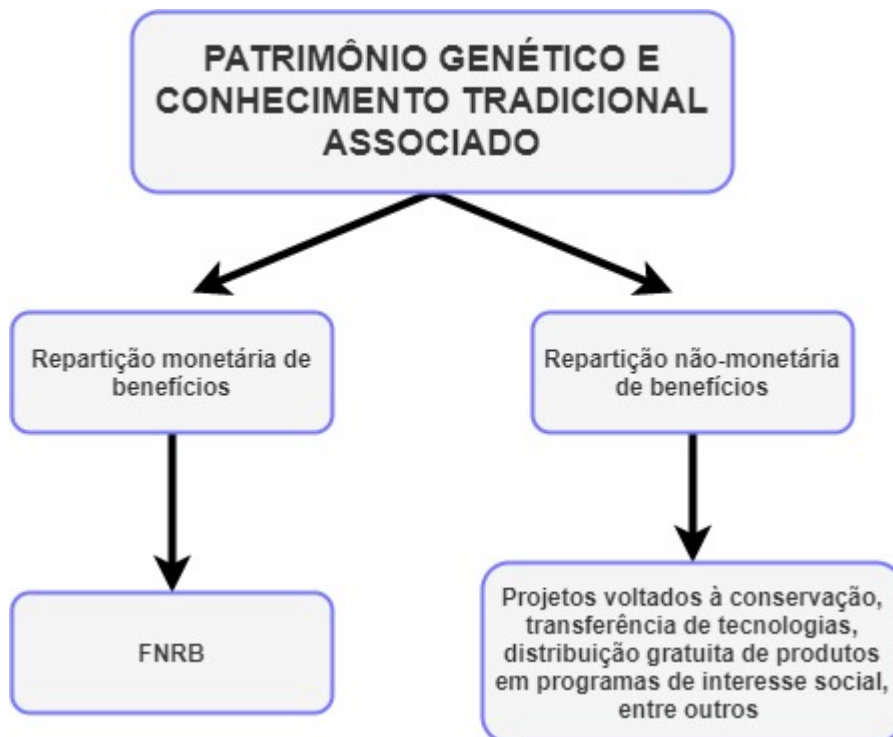 PATRIMÔNIO GENÉTICO E
CONHECIMENTO TRADICIONAL
ASSOCIADO
Repartição monetária de
benefícios
Repartição não-monetária
de benefícios
FNRB
Projetos voltados à conservação,
transferência de tecnologias,
distribuição gratuita de produtos
em programas de interesse social,
entre outros